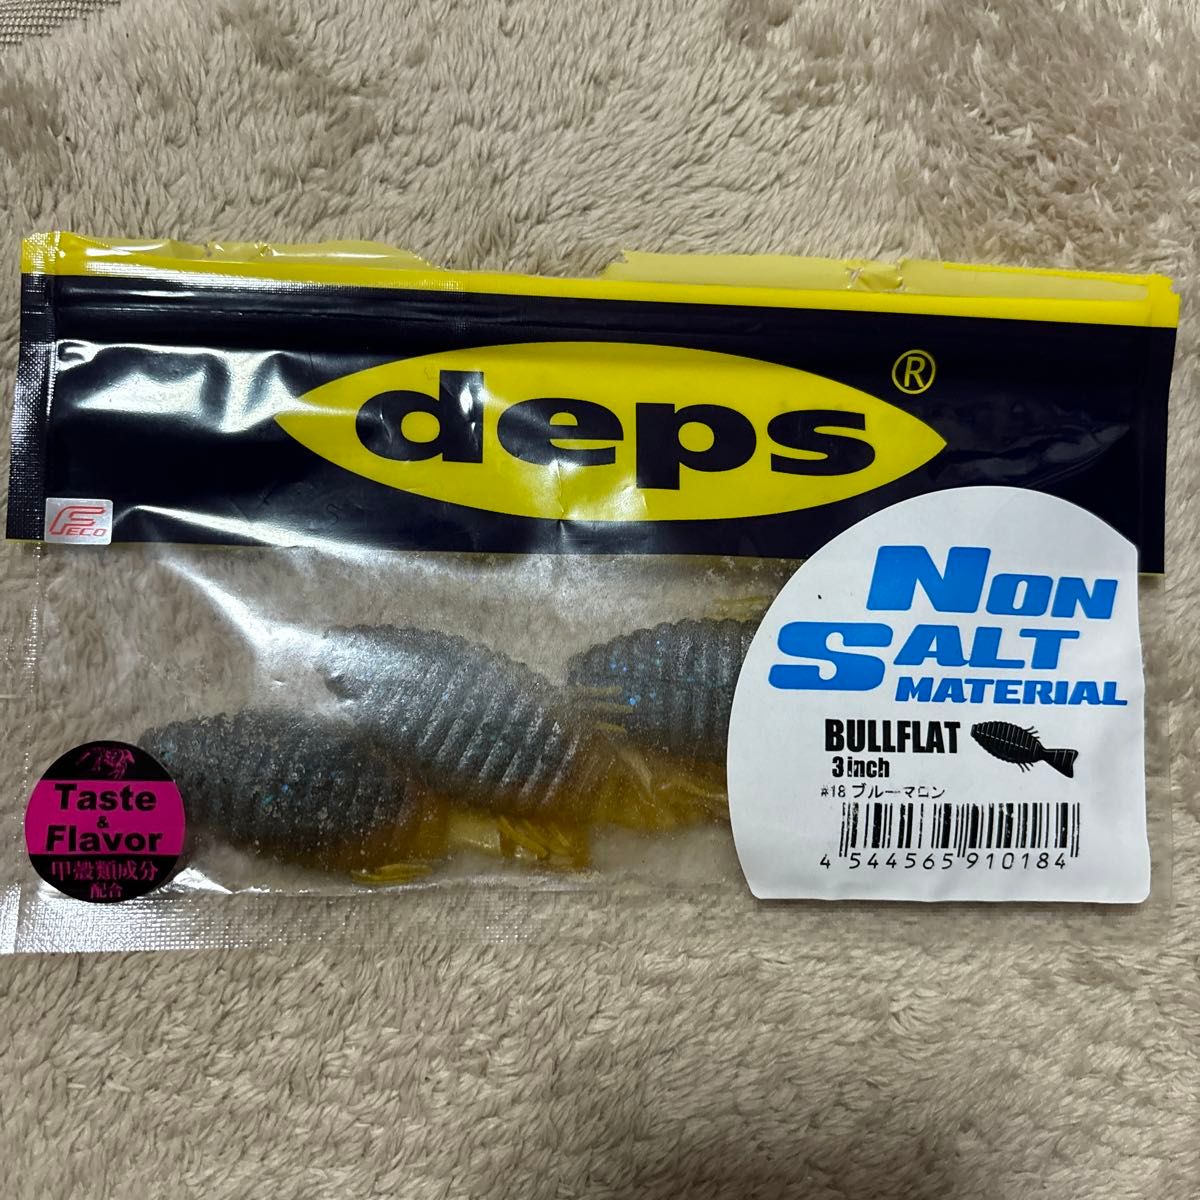 deps®
FECO
NON
SALT
MATERIAL
BULLFLAT
3inch
#18 ブルーマロン
4 544565 910184
Taste
&
Flavor
甲殻類成分
配合